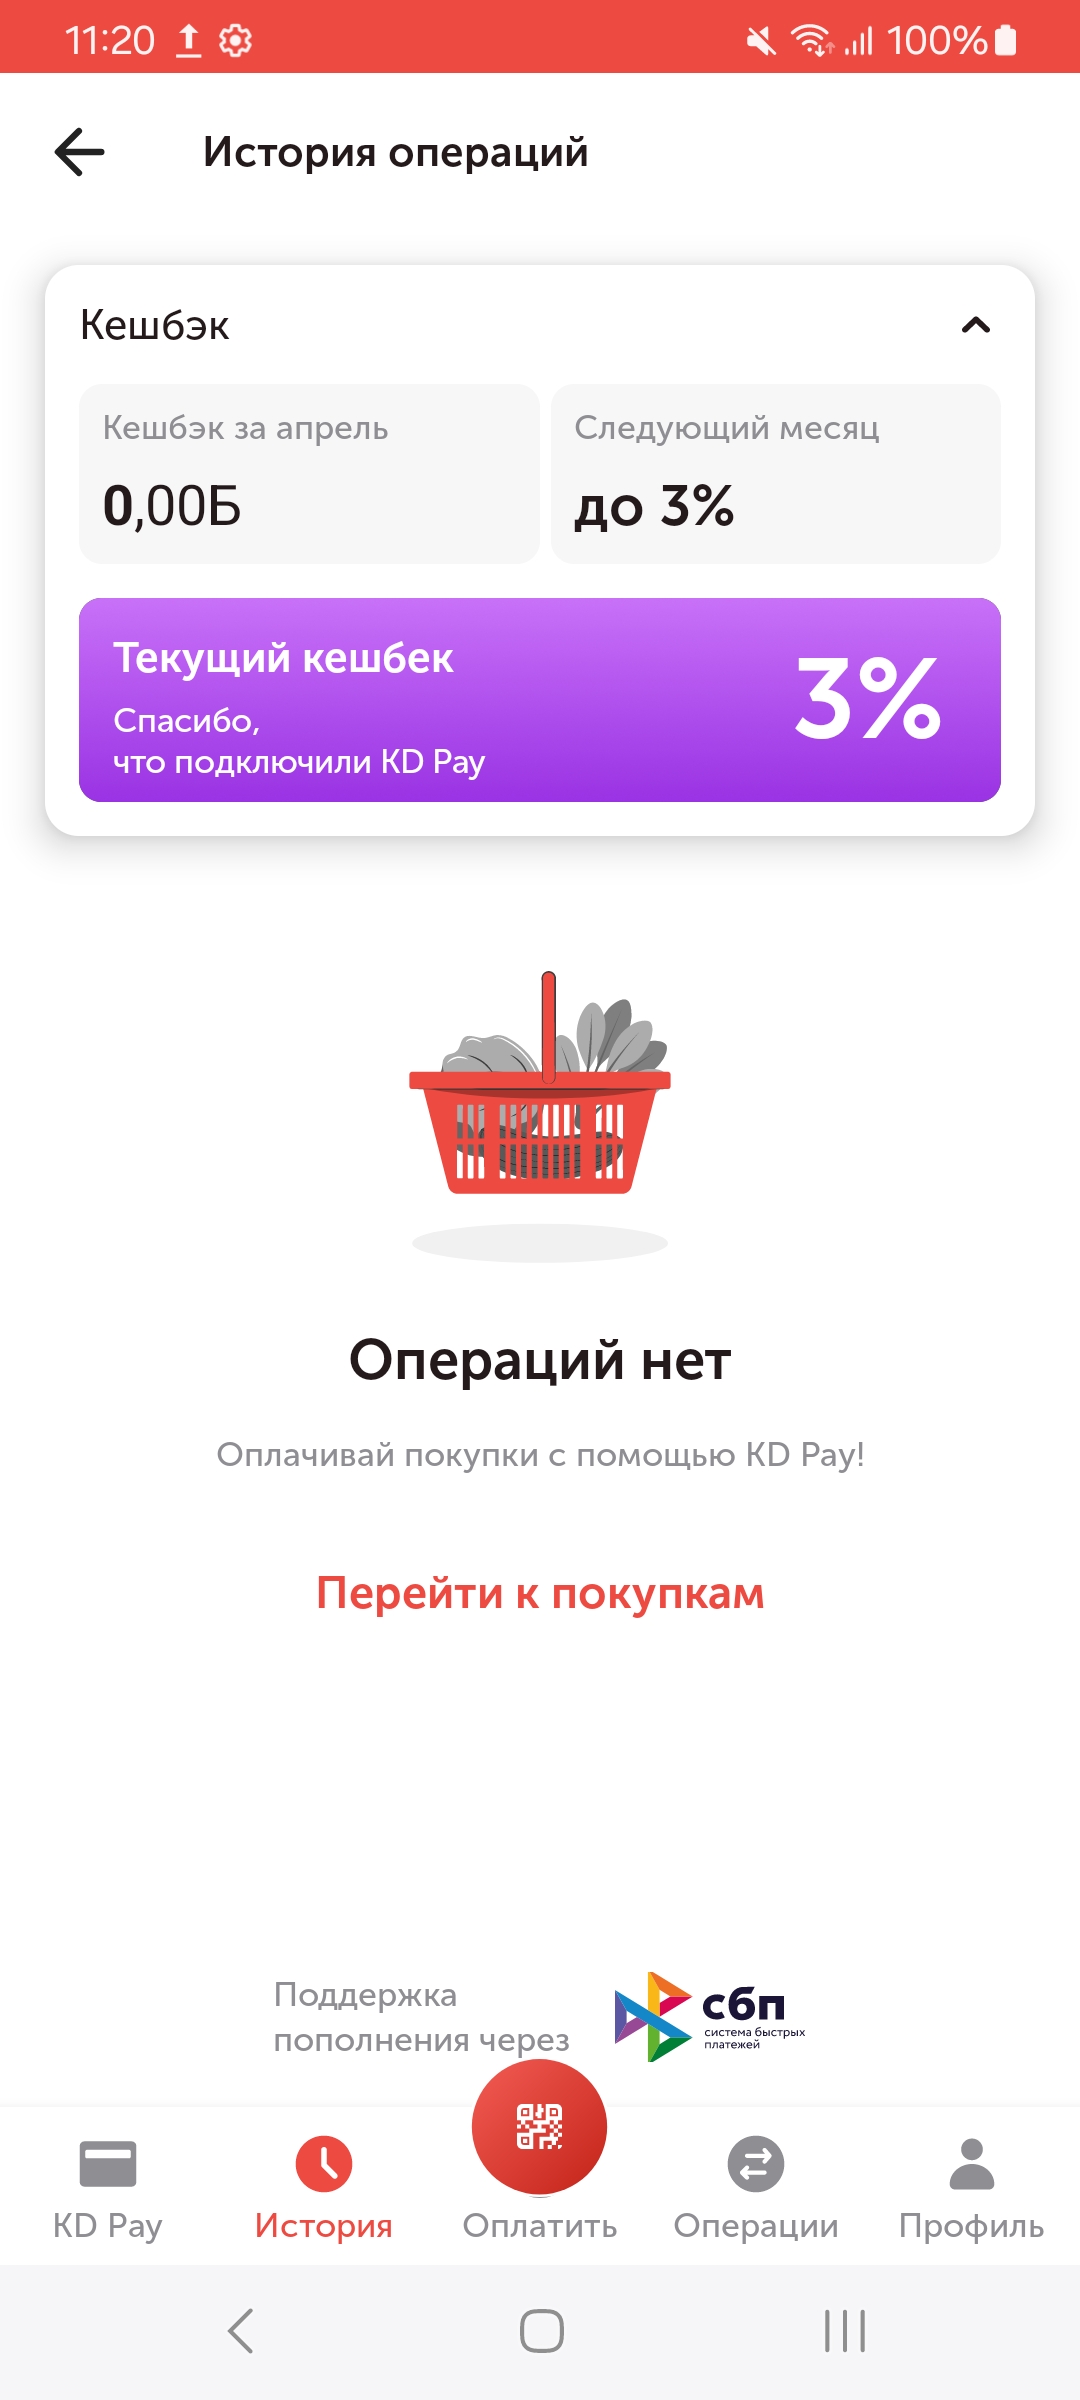 11:20
100%
История операций
Кешбэк
Кешбэк за апрель
Следующий месяц
0,00Б
до 3%
Текущий кешбек
3%
Спасибо,
что подключили KD Pay
Операций нет
Оплачивай покупки с помощью KD Pay!
Перейти к покупкам
Поддержка
пополнения через
сбп
система быстрых
платежей
KD Pay
История
Оплатить
Операции
Профиль